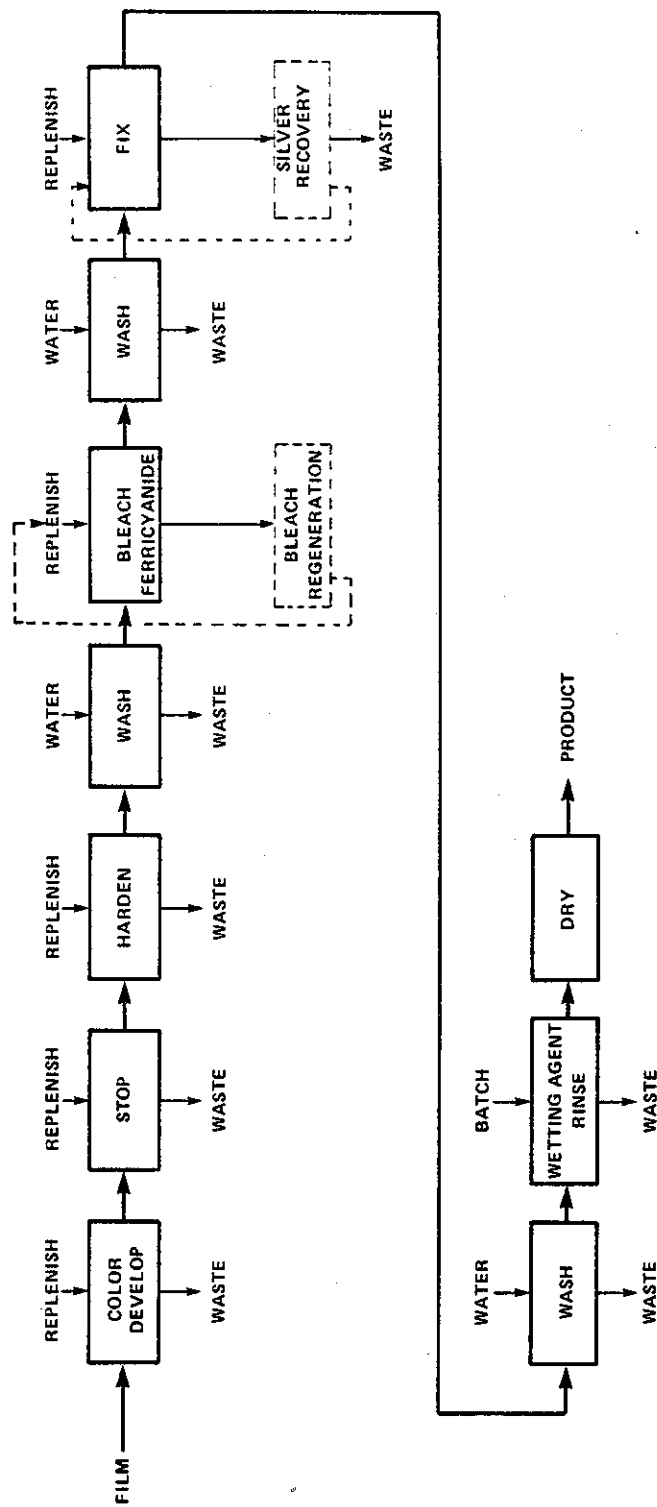 FILM
REPLENISH
COLOR
DEVELOP
WASTE
REPLENISH
STOP
WASTE
REPLENISH
HARDEN
WASTE
WATER
WASH
WASTE
REPLENISH
BLEACH
FERRICYANIDE
BLEACH
REGENERATION
WATER
WASH
WASTE
REPLENISH
FIX
SILVER
RECOVERY
WASTE
WATER
WASH
WASTE
BATCH
WETTING AGENT
RINSE
WASTE
DRY
PRODUCT